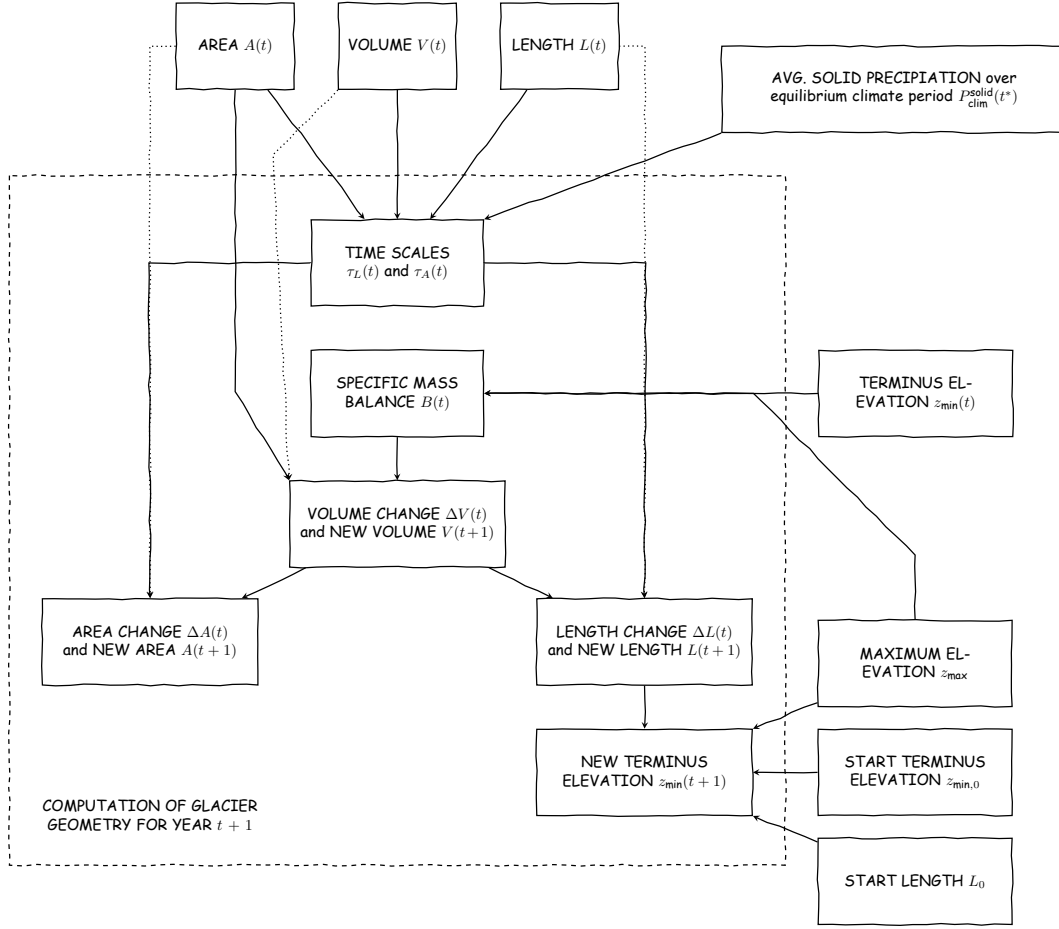 AREA A(t)
VOLUME V(t)
LENGTH L(t)
AVG. SOLID PRECIPIATION over
equilibrium climate period P^solid_clim(t*)
TIME SCALES
τ_L(t) and τ_A(t)
SPECIFIC MASS
BALANCE B(t)
TERMINUS EL-
EVATION z_min(t)
VOLUME CHANGE ΔV(t)
and NEW VOLUME V(t+1)
AREA CHANGE ΔA(t)
and NEW AREA A(t+1)
LENGTH CHANGE ΔL(t)
and NEW LENGTH L(t+1)
MAXIMUM EL-
EVATION z_max
NEW TERMINUS
ELEVATION z_min(t+1)
START TERMINUS
ELEVATION z_min,0
COMPUTATION OF GLACIER
GEOMETRY FOR YEAR t + 1
START LENGTH L_0